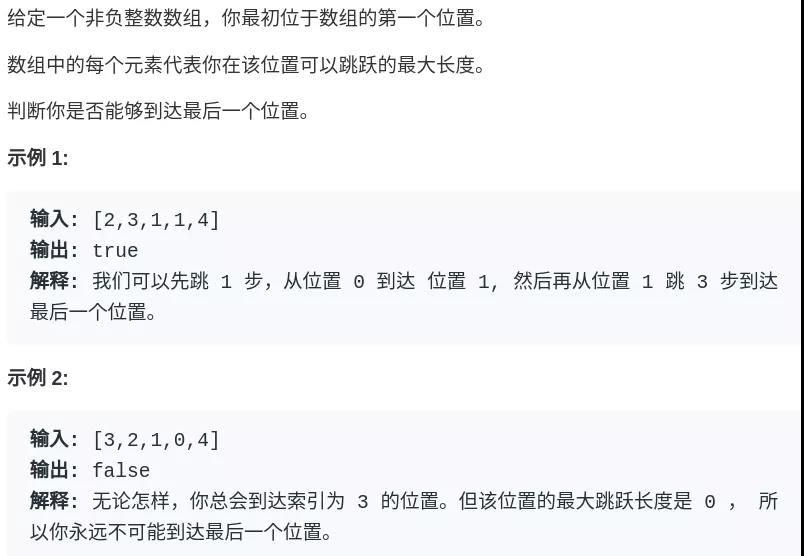 给定一个非负整数数组，你最初位于数组的第一个位置。
数组中的每个元素代表你在该位置可以跳跃的最大长度。
判断你是否能够到达最后一个位置。
示例 1:
输入: [2,3,1,1,4]
输出: true
解释: 我们可以先跳 1 步，从位置 0 到达 位置 1, 然后再从位置 1 跳 3 步到达
最后一个位置。
示例 2:
输入: [3,2,1,0,4]
输出: false
解释: 无论怎样，你总会到达索引为 3 的位置。但该位置的最大跳跃长度是 0 ， 所
以你永远不可能到达最后一个位置。